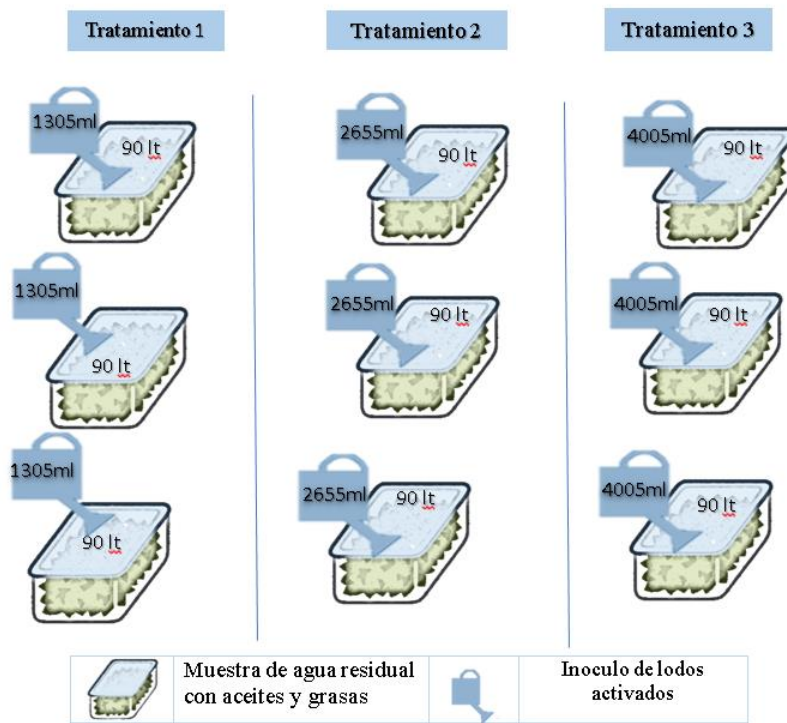 Tratamiento 1
Tratamiento 2
Tratamiento 3
1305ml
90 lt
2655ml
90 lt
4005ml
90 lt
1305ml
90 lt
2655ml
90 lt
4005ml
90 lt
1305ml
90 lt
2655ml
90 lt
4005ml
90 lt
Muestra de agua residual
con aceites y grasas
Inoculo de lodos
activados